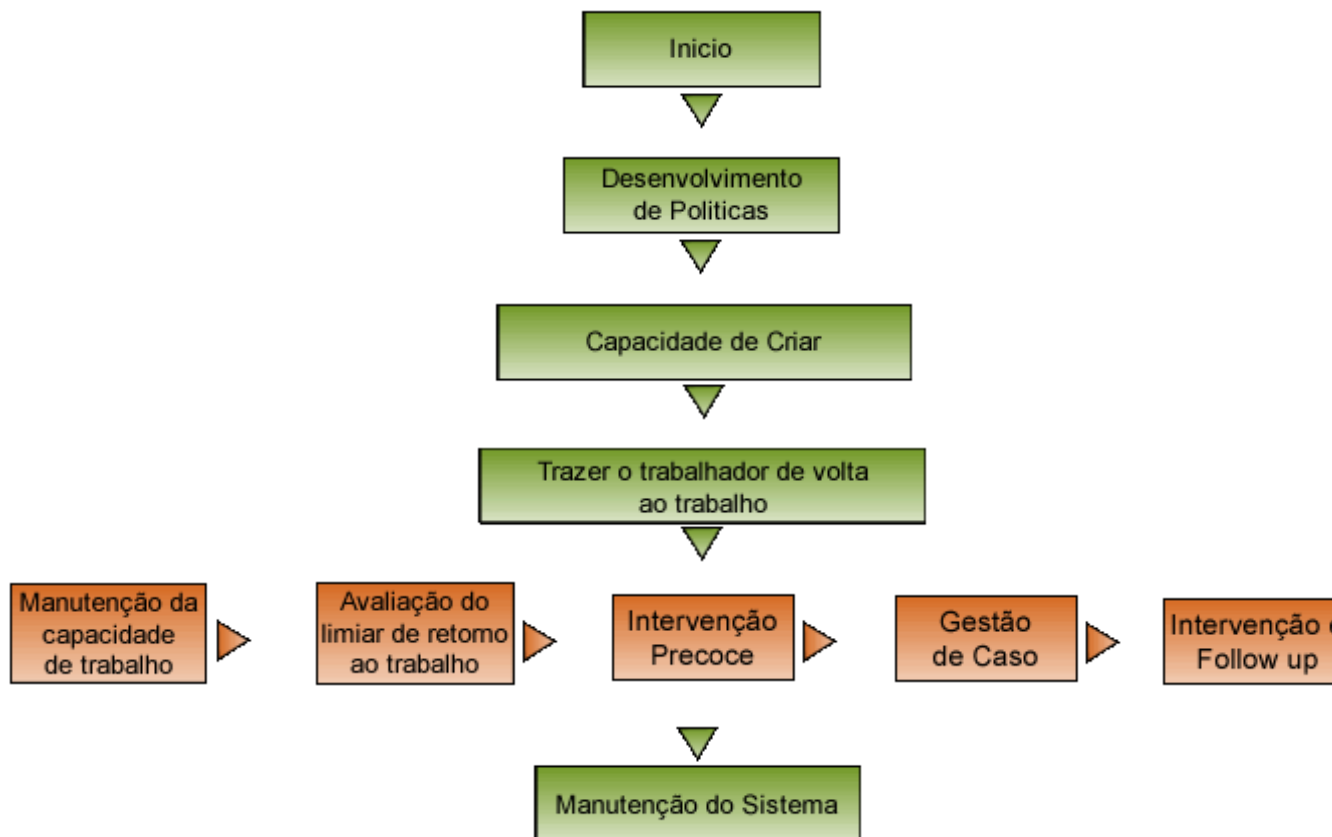 Inicio
Desenvolvimento
de Politicas
Capacidade de Criar
Trazer o trabalhador de volta
ao trabalho
Manutenção da
capacidade
de trabalho
Avaliação do
limiar de retorno
ao trabalho
Intervenção
Precoce
Gestão
de Caso
Intervenção
Follow up
Manutenção do Sistema